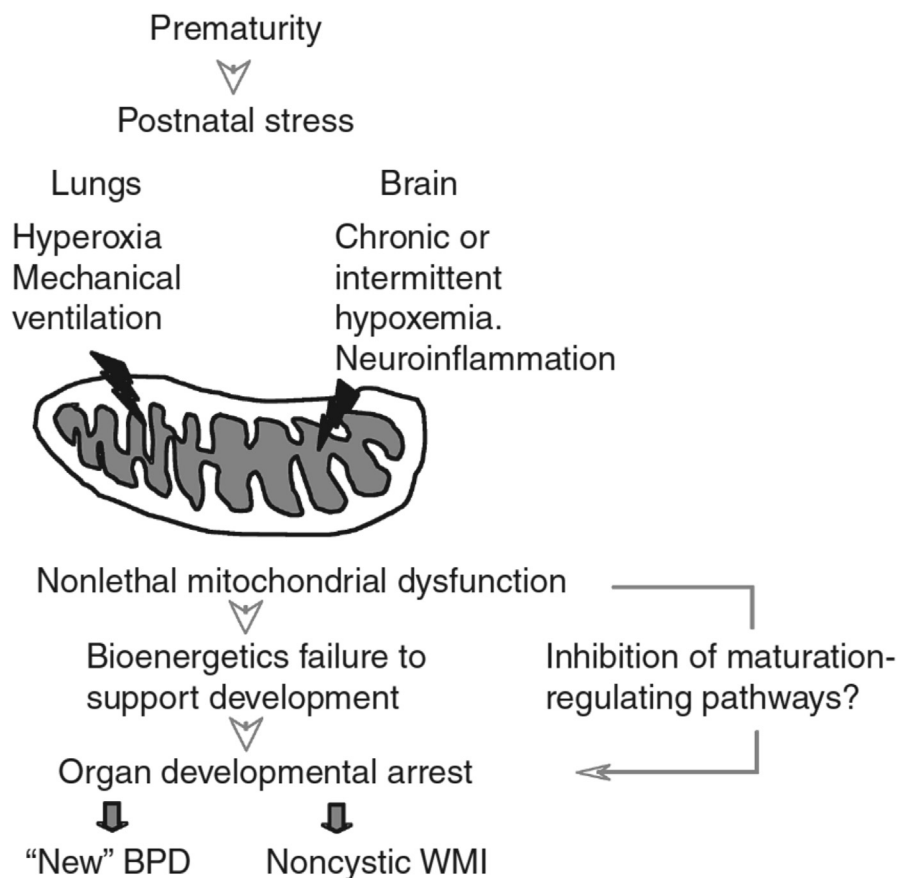 Prematurity
Postnatal stress
Lungs
Brain
Hyperoxia
Mechanical
ventilation
Chronic or
intermittent
hypoxemia.
Neuroinflammation
Nonlethal mitochondrial dysfunction
Bioenergetics failure to
support development
Inhibition of maturation-
regulating pathways?
Organ developmental arrest
“New” BPD
Noncystic WMI